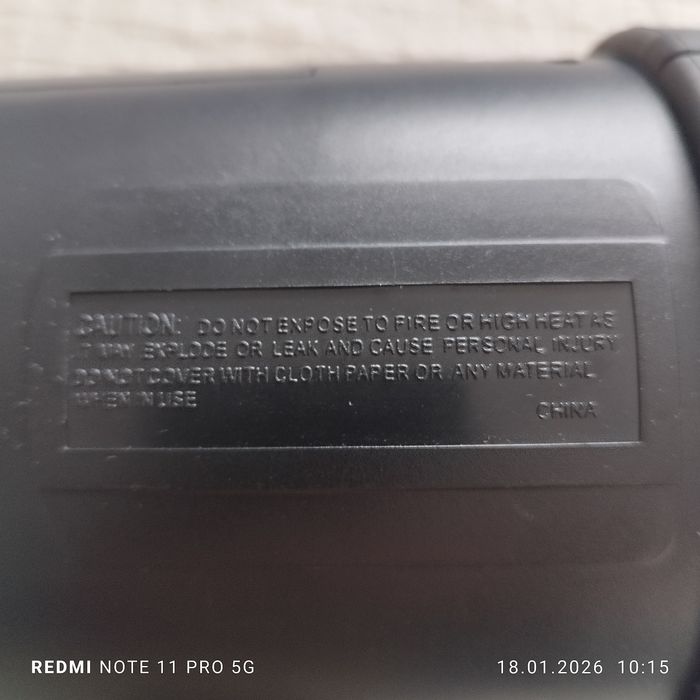 CAUTION: DO NOT EXPOSE TO FIRE OR HIGH HEAT AS
IT MAY EXPLODE OR LEAK AND CAUSE PERSONAL INJURY
DO NOT COVER WITH CLOTH PAPER OR ANY MATERIAL
WHEN IN USE
CHINA
REDMI NOTE 11 PRO 5G
18.01.2026 10:15